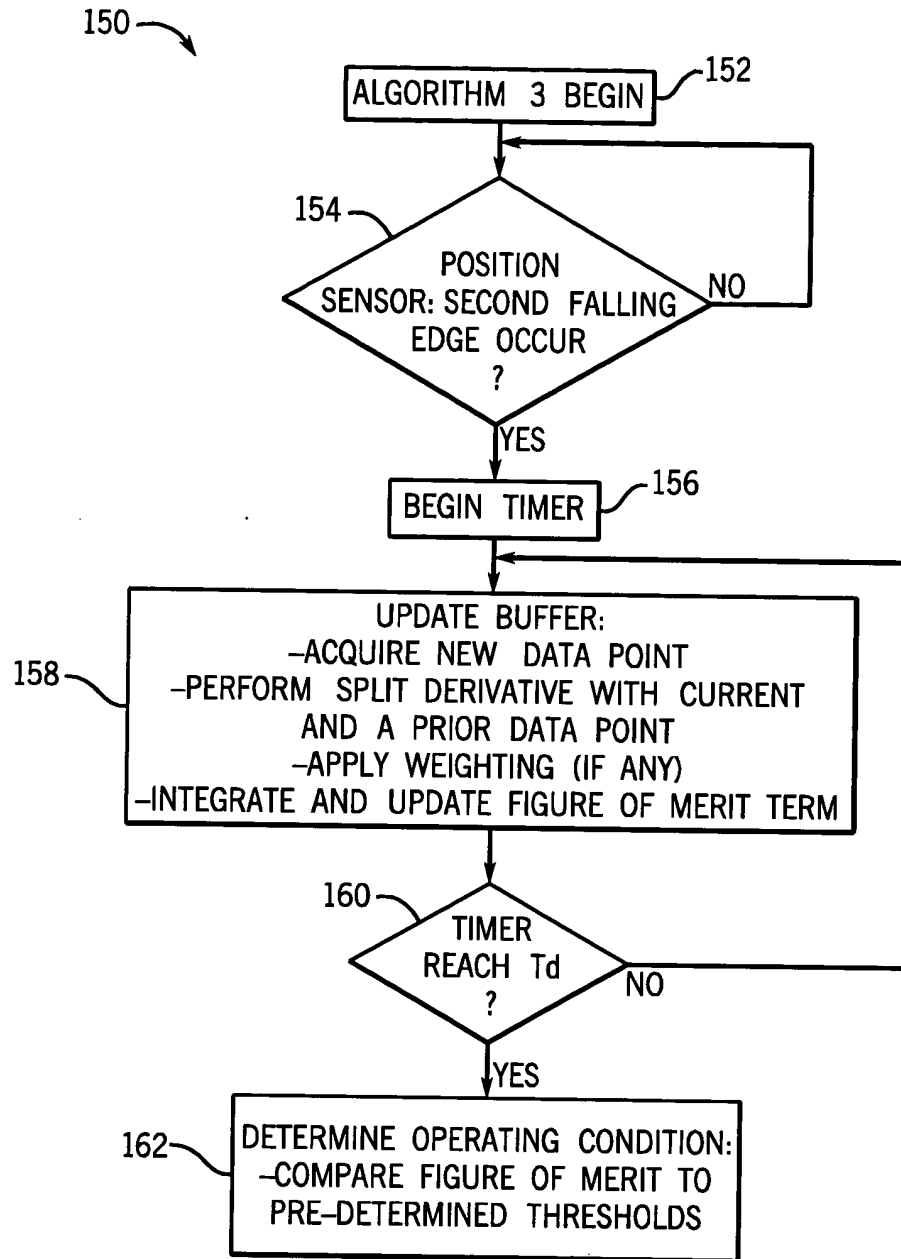 150
ALGORITHM 3 BEGIN
152
154
POSITION
SENSOR: SECOND FALLING
EDGE OCCUR
?
NO
YES
BEGIN TIMER
156
158
UPDATE BUFFER:
–ACQUIRE NEW DATA POINT
–PERFORM SPLIT DERIVATIVE WITH CURRENT
AND A PRIOR DATA POINT
–APPLY WEIGHTING (IF ANY)
–INTEGRATE AND UPDATE FIGURE OF MERIT TERM
160
TIMER
REACH Td
?
NO
YES
162
DETERMINE OPERATING CONDITION:
–COMPARE FIGURE OF MERIT TO
PRE–DETERMINED THRESHOLDS